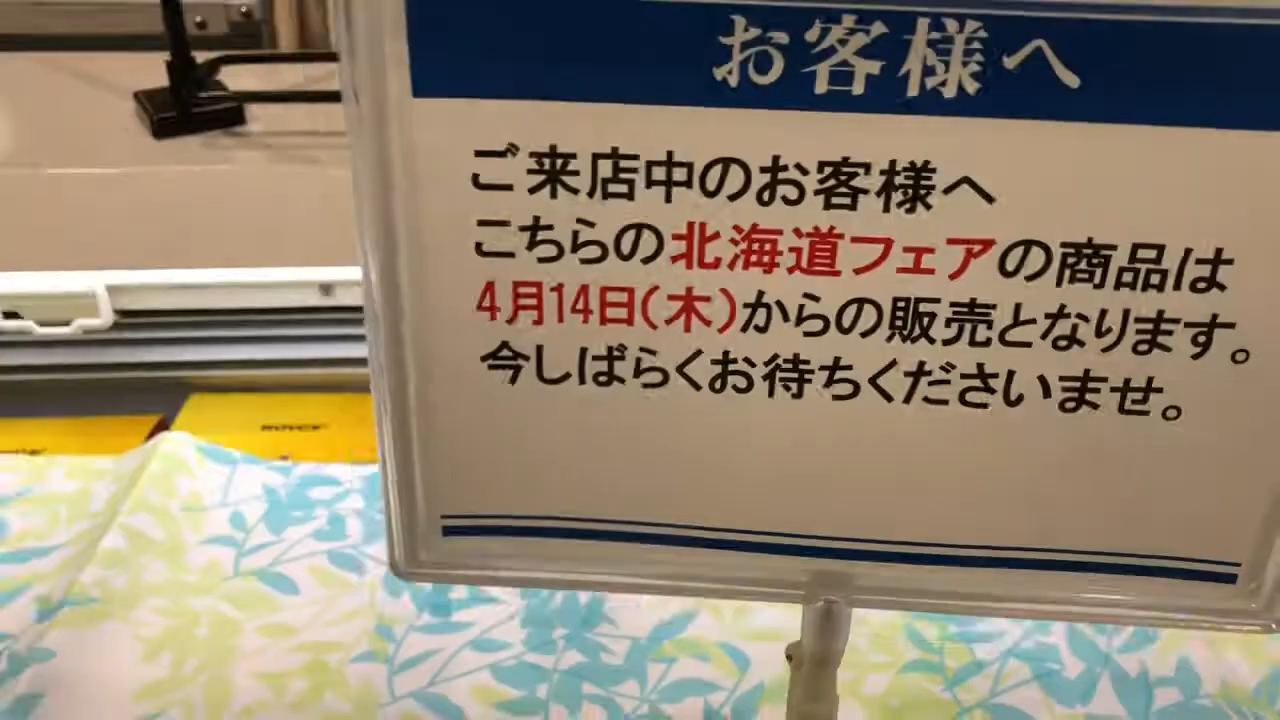 お客様へ
ご来店中のお客様へ
こちらの北海道フェアの商品は
4月14日(木)からの販売となります。
今しばらくお待ちくださいませ。